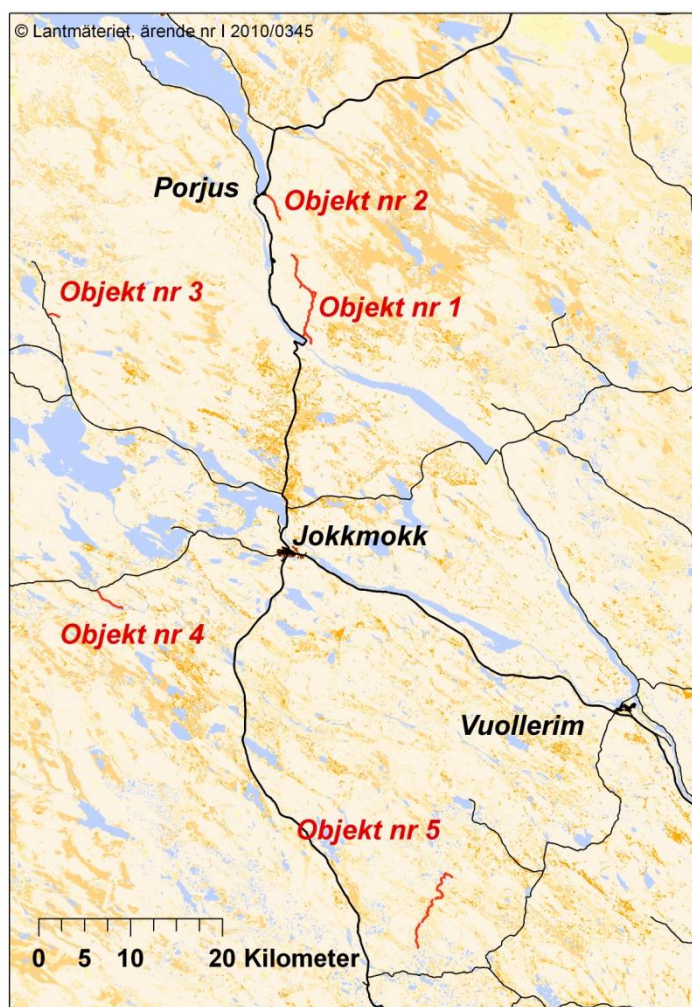 © Lantmäteriet, ärende nr I 2010/0345
Porjus
Objekt nr 2
Objekt nr 3
Objekt nr 1
Jokkmokk
Objekt nr 4
Vuollerim
Objekt nr 5
0 5 10 20 Kilometer